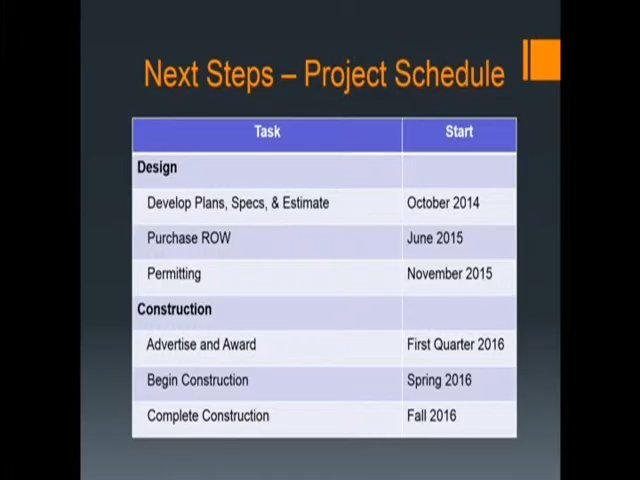 Next Steps – Project Schedule
Task Start
Design
Develop Plans, Specs, & Estimate October 2014
Purchase ROW June 2015
Permitting November 2015
Construction
Advertise and Award First Quarter 2016
Begin Construction Spring 2016
Complete Construction Fall 2016